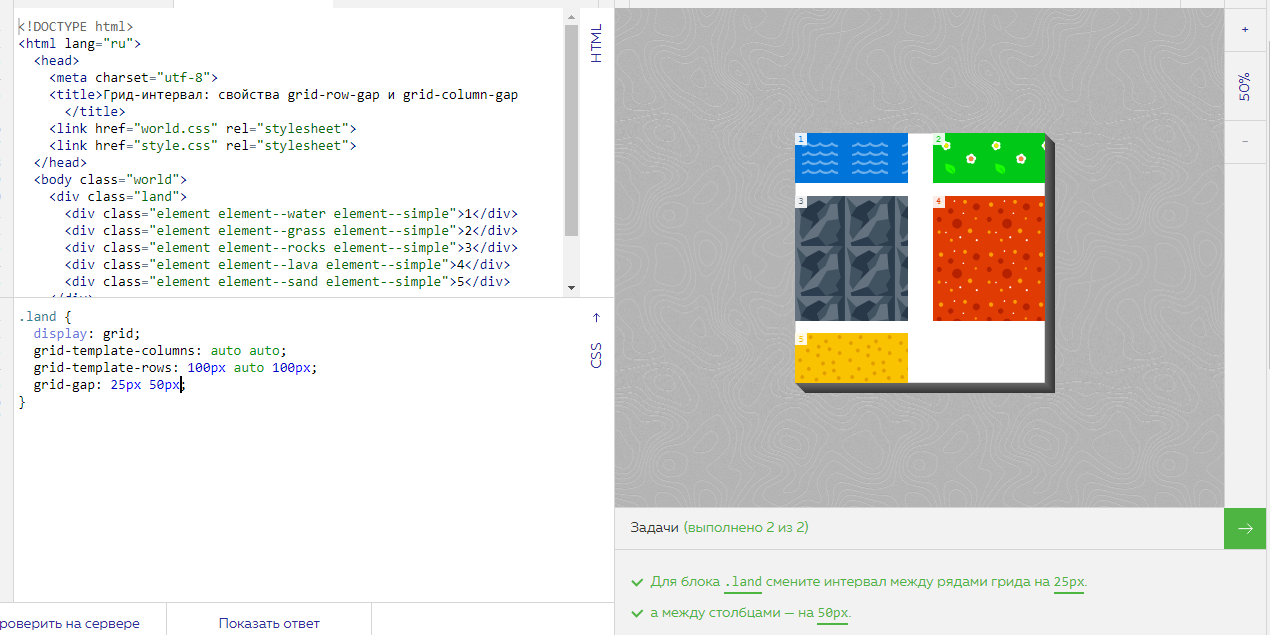 <!DOCTYPE html>
<html lang="ru">
<head>
<meta charset="utf-8">
<title>Грид-интервал: свойства grid-row-gap и grid-column-gap
</title>
<link href="world.css" rel="stylesheet">
<link href="style.css" rel="stylesheet">
</head>
<body class="world">
<div class="land">
<div class="element element--water element--simple">1</div>
<div class="element element--grass element--simple">2</div>
<div class="element element--rocks element--simple">3</div>
<div class="element element--lava element--simple">4</div>
<div class="element element--sand element--simple">5</div>
HTML
.land {
display: grid;
grid-template-columns: auto auto;
grid-template-rows: 100px auto 100px;
grid-gap: 25px 50px;
}
CSS
роверить на сервере
Показать ответ
1
2
3
4
5
+
50%
−
Задачи (выполнено 2 из 2)
Для блока .land смените интервал между рядами грида на 25px.
а между столбцами — на 50px.